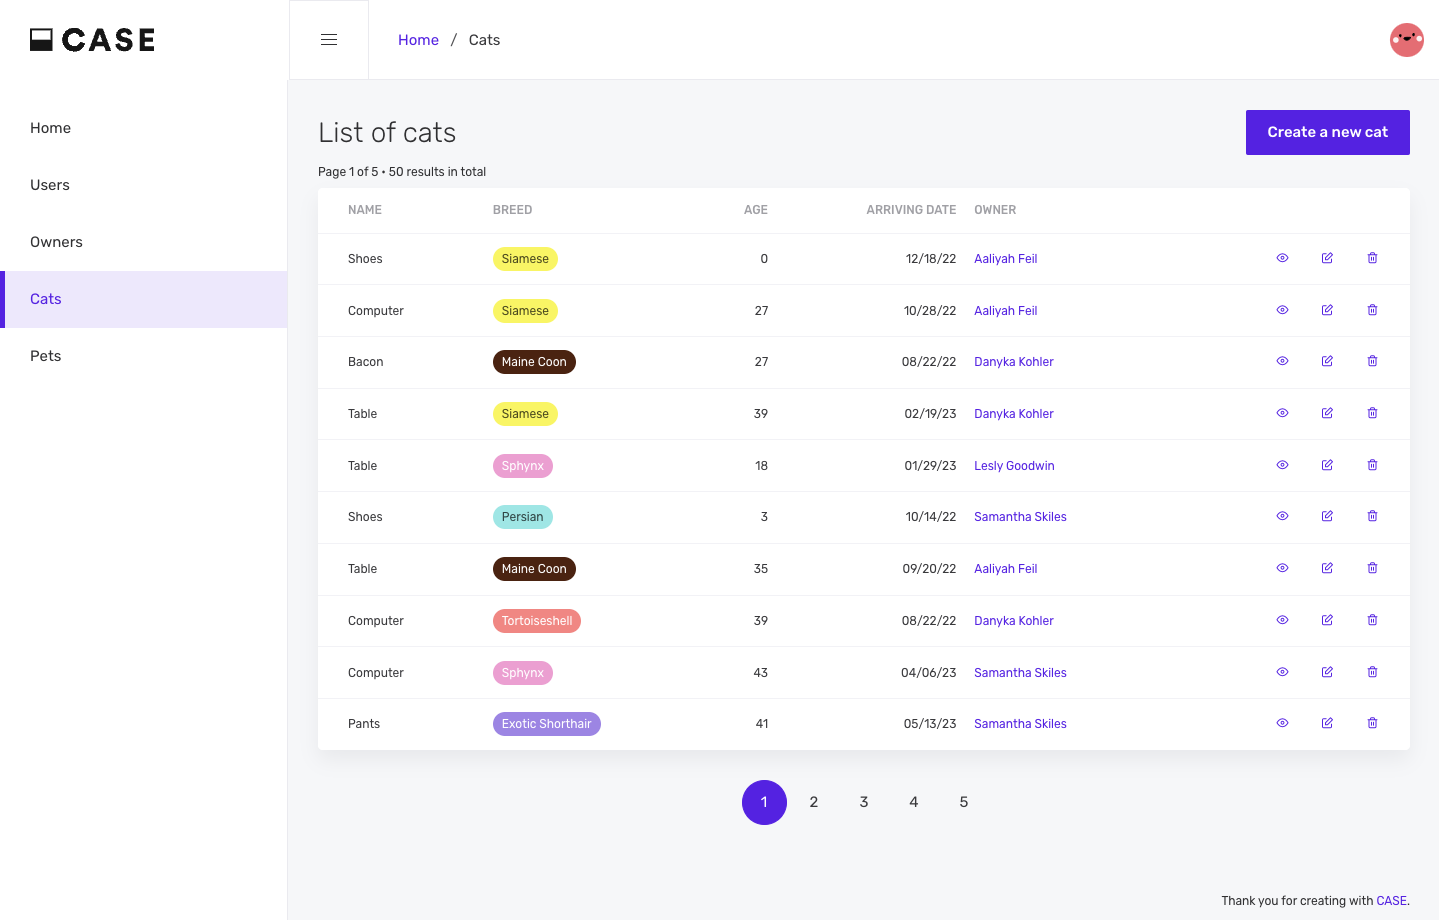 CASE
Home / Cats
Home
Users
Owners
Cats
Pets
List of cats
Create a new cat
Page 1 of 5 • 50 results in total
NAME BREED AGE ARRIVING DATE OWNER
Shoes Siamese 0 12/18/22 Aaliyah Feil
Computer Siamese 27 10/28/22 Aaliyah Feil
Bacon Maine Coon 27 08/22/22 Danyka Kohler
Table Siamese 39 02/19/23 Danyka Kohler
Table Sphynx 18 01/29/23 Lesly Goodwin
Shoes Persian 3 10/14/22 Samantha Skiles
Table Maine Coon 35 09/20/22 Aaliyah Feil
Computer Tortoiseshell 39 08/22/22 Danyka Kohler
Computer Sphynx 43 04/06/23 Samantha Skiles
Pants Exotic Shorthair 41 05/13/23 Samantha Skiles
1 2 3 4 5
Thank you for creating with CASE.